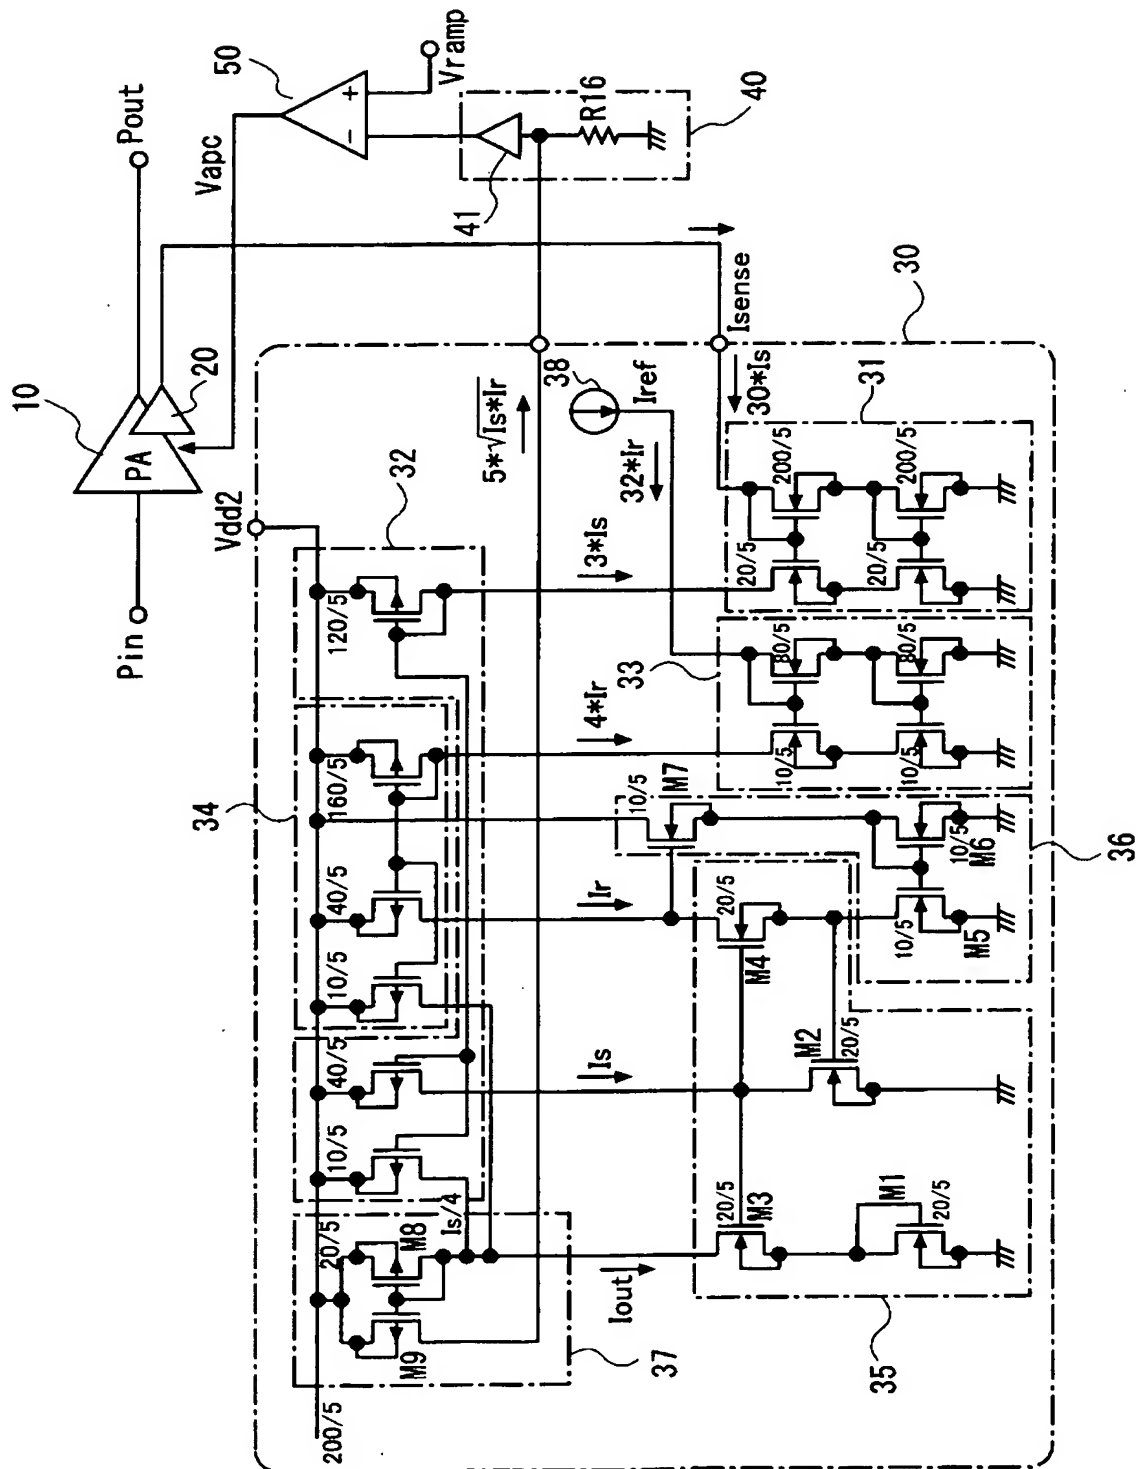 10
Pin
PA
Pout
20
Vapc
50
Vramp
41
R16
40
Vdd2
32
34
5*√Is*Ir
38
Iref
Isense
30
32*Ir
30*Is
31
120/5
160/5
40/5
10/5
40/5
10/5
20/5
M8
M9
200/5
Is/4
37
3*Is
4*Ir
Ir
Is
Iout
33
200/5
200/5
20/5
20/5
80/5
80/5
10/5
10/5
10/5
M7
10/5
M6
10/5
M5
36
20/5
M4
20/5
M2
20/5
M3
20/5
M1
35